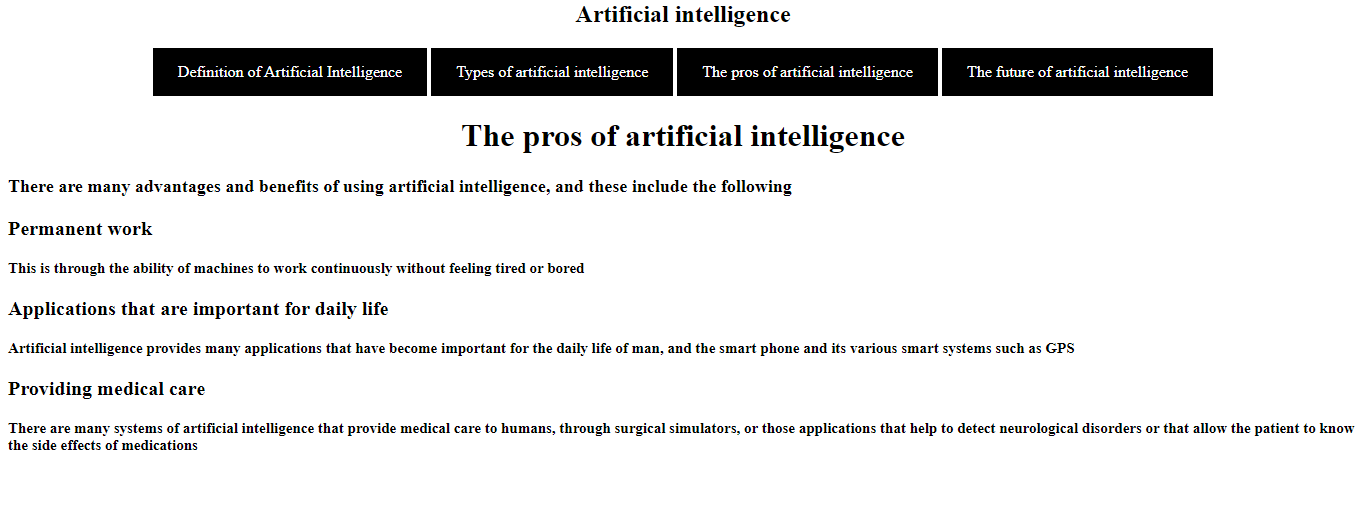 Artificial intelligence
Definition of Artificial Intelligence Types of artificial intelligence The pros of artificial intelligence The future of artificial intelligence
The pros of artificial intelligence
There are many advantages and benefits of using artificial intelligence, and these include the following
Permanent work
This is through the ability of machines to work continuously without feeling tired or bored
Applications that are important for daily life
Artificial intelligence provides many applications that have become important for the daily life of man, and the smart phone and its various smart systems such as GPS
Providing medical care
There are many systems of artificial intelligence that provide medical care to humans, through surgical simulators, or those applications that help to detect neurological disorders or that allow the patient to know
the side effects of medications